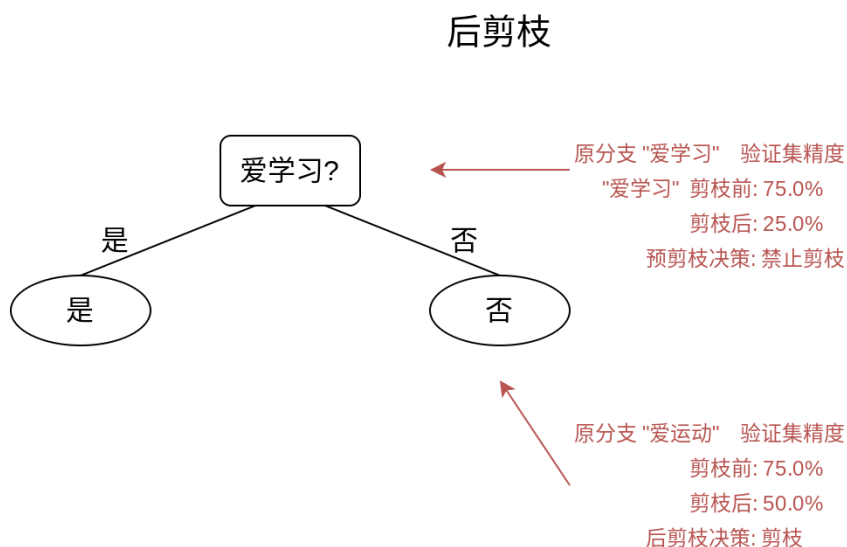 后剪枝
爱学习?
原分支 "爱学习"　验证集精度
"爱学习" 剪枝前: 75.0%
剪枝后: 25.0%
预剪枝决策: 禁止剪枝
是
否
是
否
原分支 "爱运动"　验证集精度
剪枝前: 75.0%
剪枝后: 50.0%
后剪枝决策: 剪枝